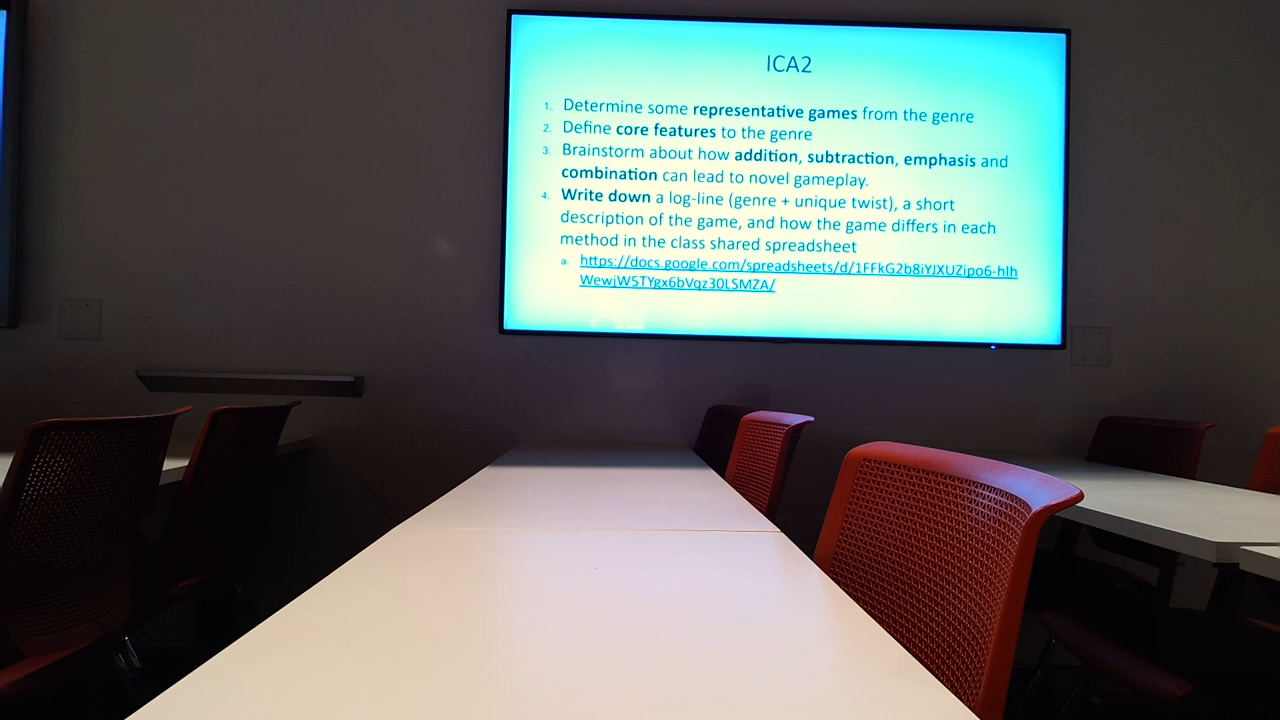 ICA2
1. Determine some representative games from the genre
2. Define core features to the genre
3. Brainstorm about how addition, subtraction, emphasis and
combination can lead to novel gameplay.
4. Write down a log-line (genre + unique twist), a short
description of the game, and how the game differs in each
method in the class shared spreadsheet
a. https://docs.google.com/spreadsheets/d/1FFkG2b8iYJXUZipo6-hlh
WewjW5TYgx6bVqz30LSMZA/